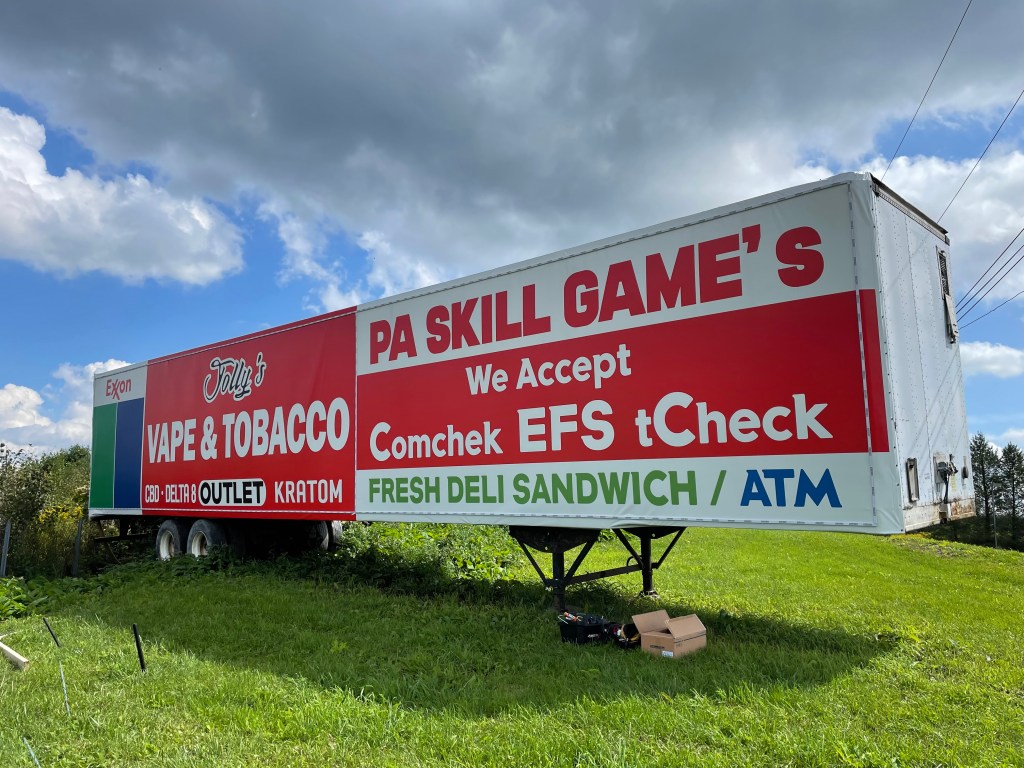 Exxon
Jolly's
VAPE & TOBACCO
CBD · DELTA 8 OUTLET KRATOM
PA SKILL GAME'S
We Accept
Comchek EFS tCheck
FRESH DELI SANDWICH / ATM